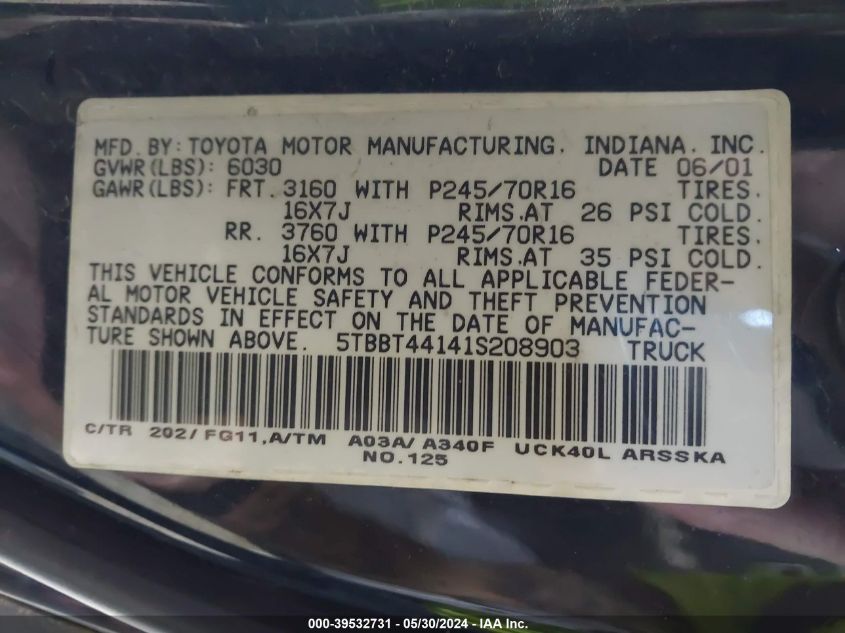 MFD. BY: TOYOTA MOTOR MANUFACTURING. INDIANA. INC.
GVWR(LBS): 6030 DATE 06/01
GAWR(LBS): FRT. 3160 WITH P245/70R16 TIRES.
16X7J RIMS.AT 26 PSI COLD.
RR. 3760 WITH P245/70R16 TIRES.
16X7J RIMS.AT 35 PSI COLD.
THIS VEHICLE CONFORMS TO ALL APPLICABLE FEDER-
AL MOTOR VEHICLE SAFETY AND THEFT PREVENTION
STANDARDS IN EFFECT ON THE DATE OF MANUFAC-
TURE SHOWN ABOVE. 5TBBT44141S208903 TRUCK
C/TR 202/FG11,A/TM A03A/A340F UCK40L ARSSKA
NO.125
000-39532731 - 05/30/2024 - IAA Inc.